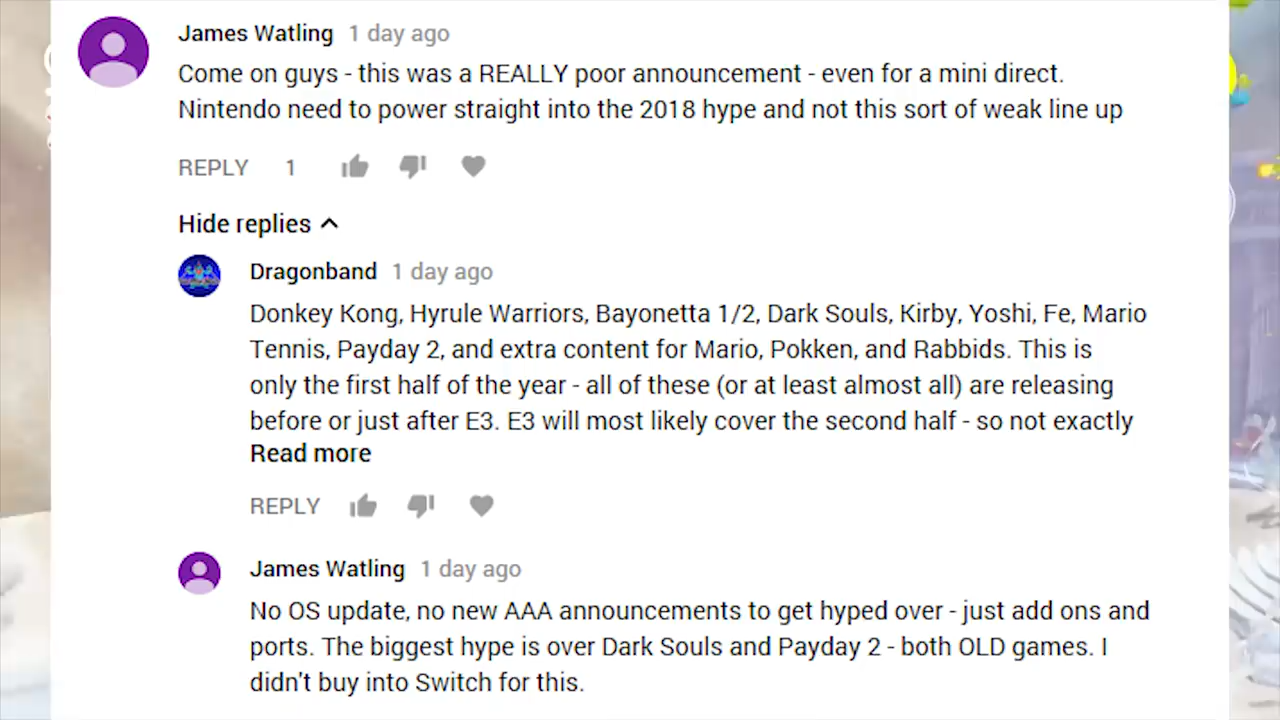 James Watling 1 day ago
Come on guys - this was a REALLY poor announcement - even for a mini direct.
Nintendo need to power straight into the 2018 hype and not this sort of weak line up
REPLY 1
Hide replies
Dragonband 1 day ago
Donkey Kong, Hyrule Warriors, Bayonetta 1/2, Dark Souls, Kirby, Yoshi, Fe, Mario
Tennis, Payday 2, and extra content for Mario, Pokken, and Rabbids. This is
only the first half of the year - all of these (or at least almost all) are releasing
before or just after E3. E3 will most likely cover the second half - so not exactly
Read more
REPLY
James Watling 1 day ago
No OS update, no new AAA announcements to get hyped over - just add ons and
ports. The biggest hype is over Dark Souls and Payday 2 - both OLD games. I
didn't buy into Switch for this.